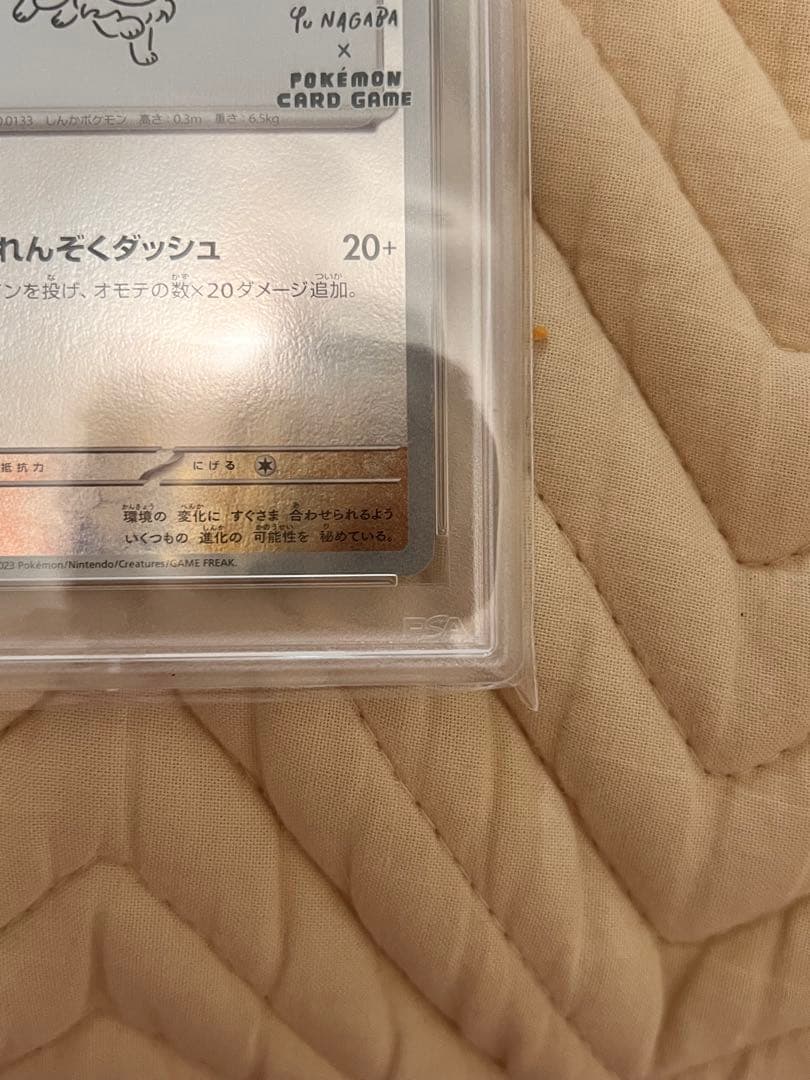 Yu NAGABA
×
POKÉMON
CARD GAME
0.0133 しんかポケモン 高さ:0.3m 重さ:6.5kg
れんぞくダッシュ 20+
ンを投げ、オモテの数×20ダメージ追加。
抵抗力 にげる
環境の 変化に すぐさま 合わせられるよう
いくつもの 進化の 可能性を 秘めている。
023 Pokémon/Nintendo/Creatures/GAME FREAK.
PSA